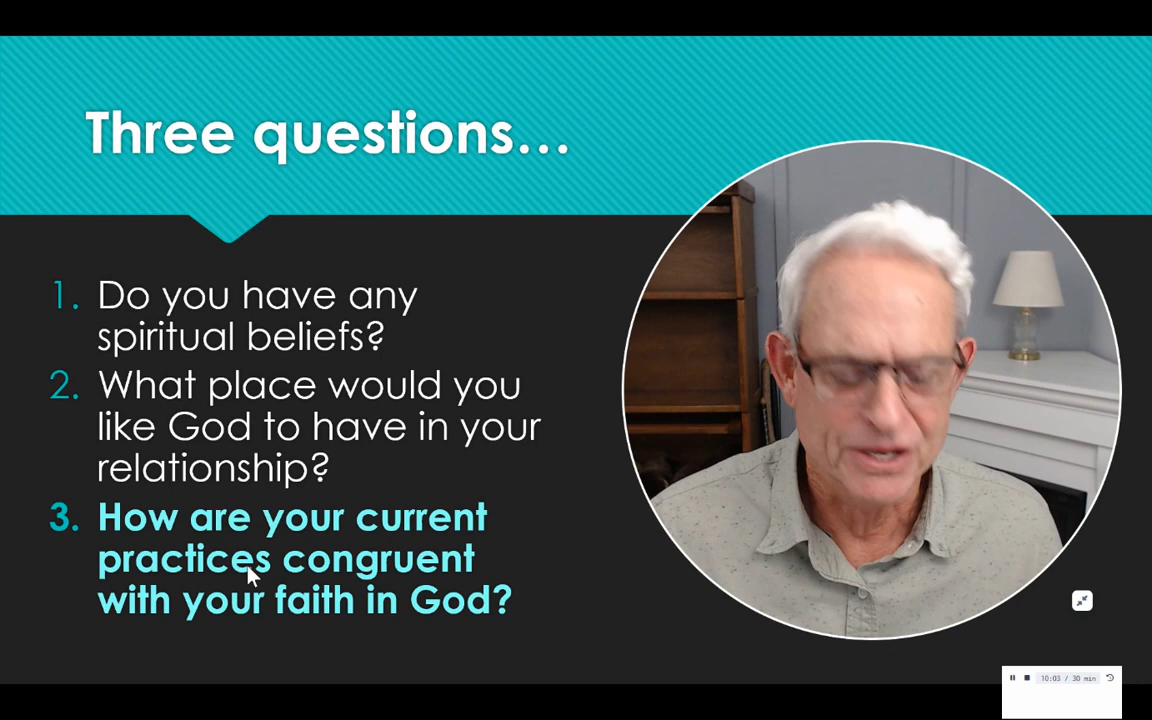 Three questions…
1. Do you have any
spiritual beliefs?
2. What place would you
like God to have in your
relationship?
3. How are your current
practices congruent
with your faith in God?
10:03 / 30 min